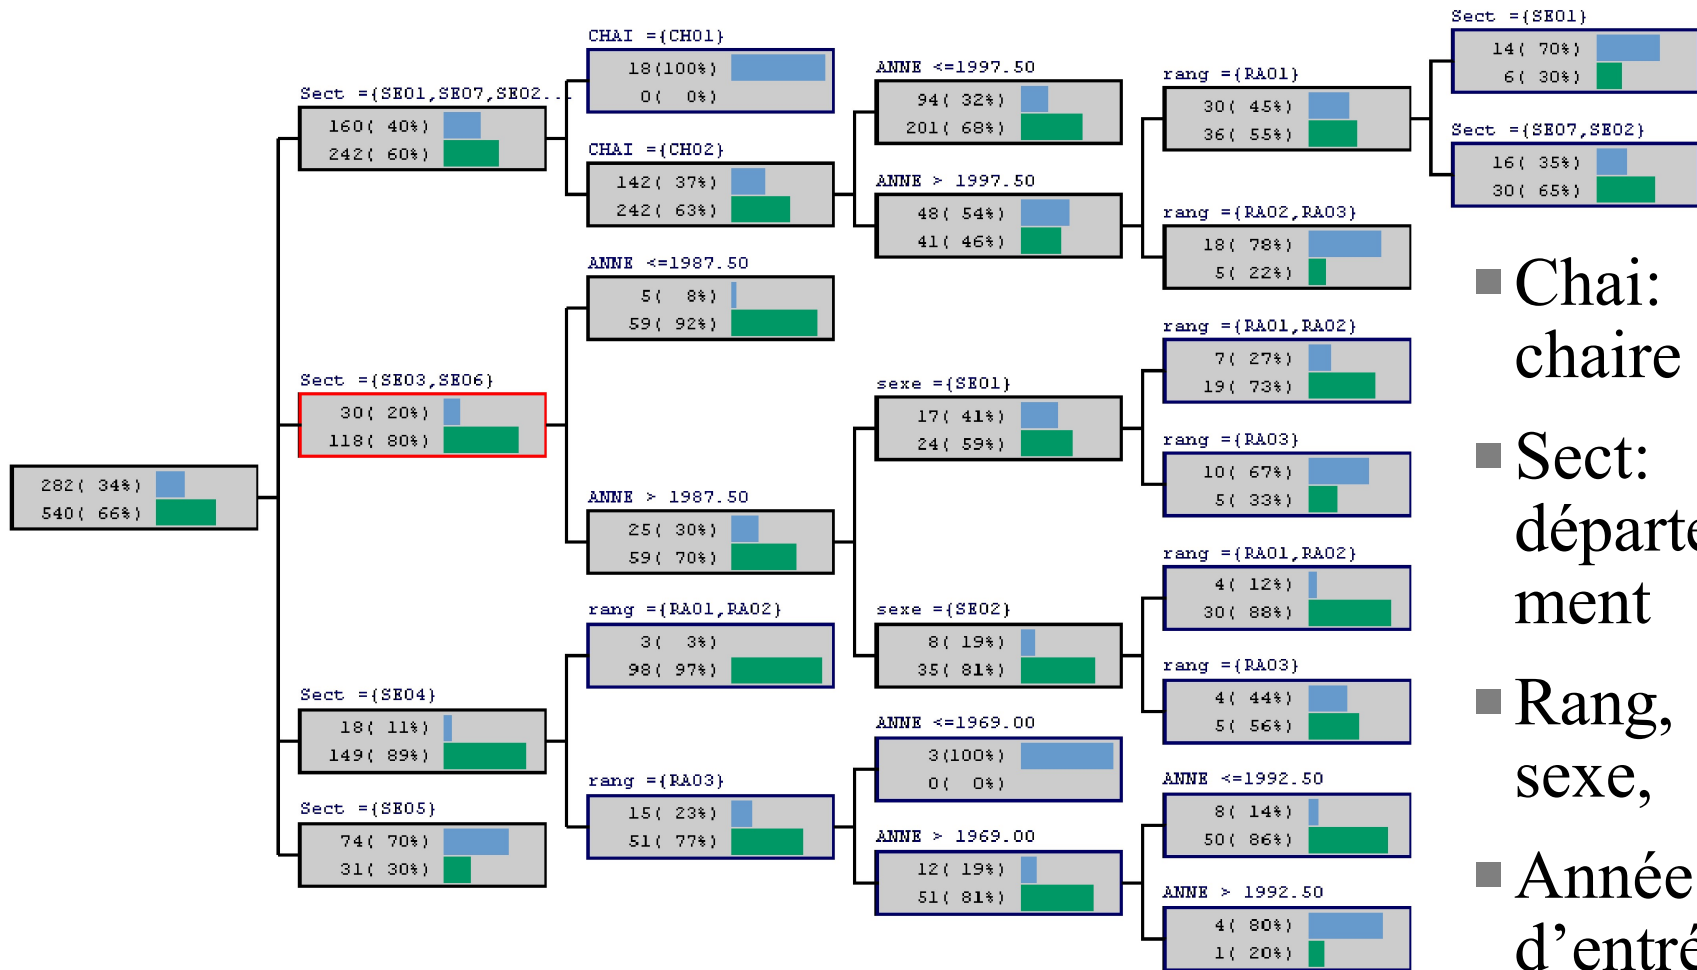 282( 34%)
540( 66%)
Sect ={SE01,SE07,SE02...
160( 40%)
242( 60%)
Sect ={SE03,SE06}
30( 20%)
118( 80%)
Sect ={SE04}
18( 11%)
149( 89%)
Sect ={SE05}
74( 70%)
31( 30%)
CHAI ={CH01}
18(100%)
0(  0%)
CHAI ={CH02}
142( 37%)
242( 63%)
ANNE <=1987.50
5(  8%)
59( 92%)
ANNE > 1987.50
25( 30%)
59( 70%)
rang ={RA01,RA02}
3(  3%)
98( 97%)
rang ={RA03}
15( 23%)
51( 77%)
ANNE <=1997.50
94( 32%)
201( 68%)
ANNE > 1997.50
48( 54%)
41( 46%)
sexe ={SE01}
17( 41%)
24( 59%)
sexe ={SE02}
8( 19%)
35( 81%)
ANNE <=1969.00
3(100%)
0(  0%)
ANNE > 1969.00
12( 19%)
51( 81%)
rang ={RA01}
30( 45%)
36( 55%)
rang ={RA02,RA03}
18( 78%)
5( 22%)
rang ={RA01,RA02}
7( 27%)
19( 73%)
rang ={RA03}
10( 67%)
5( 33%)
rang ={RA01,RA02}
4( 12%)
30( 88%)
rang ={RA03}
4( 44%)
5( 56%)
ANNE <=1992.50
8( 14%)
50( 86%)
ANNE > 1992.50
4( 80%)
1( 20%)
Sect ={SE01}
14( 70%)
6( 30%)
Sect ={SE07,SE02}
16( 35%)
30( 65%)
Chai:
chaire
Sect:
départe
ment
Rang,
sexe,
Année
d’entré